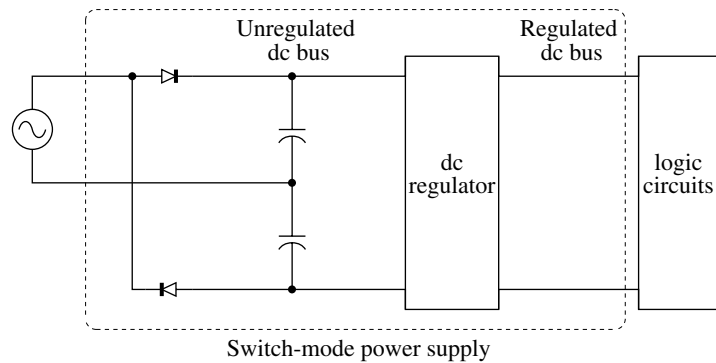 Unregulated
dc bus
Regulated
dc bus
dc
regulator
logic
circuits
Switch-mode power supply